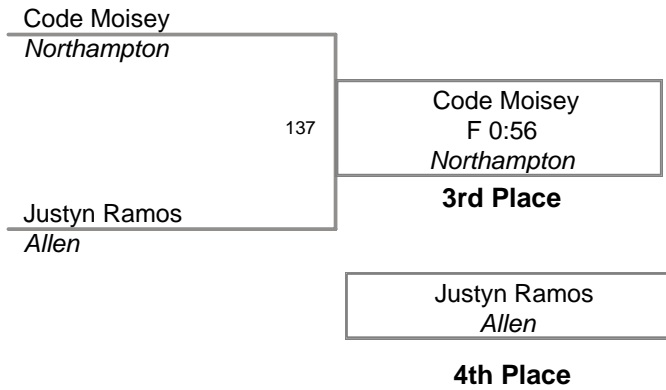 Code Moisey
Northampton
137
Code Moisey
F 0:56
Northampton
3rd Place
Justyn Ramos
Allen
Justyn Ramos
Allen
4th Place